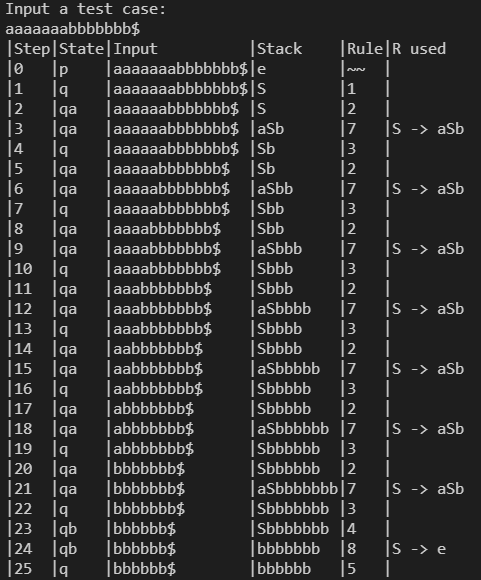 Input a test case:
aaaaaaabbbbbbb$
|Step|State|Input          |Stack    |Rule|R used
|0   |p    |aaaaaaabbbbbbb$|e        |~~  |
|1   |q    |aaaaaaabbbbbbb$|S        |1   |
|2   |qa   |aaaaaabbbbbbb$ |S        |2   |
|3   |qa   |aaaaaabbbbbbb$ |aSb      |7   |S -> aSb
|4   |q    |aaaaaabbbbbbb$ |Sb       |3   |
|5   |qa   |aaaaabbbbbbb$  |Sb       |2   |
|6   |qa   |aaaaabbbbbbb$  |aSbb     |7   |S -> aSb
|7   |q    |aaaaabbbbbbb$  |Sbb      |3   |
|8   |qa   |aaaabbbbbbb$   |Sbb      |2   |
|9   |qa   |aaaabbbbbbb$   |aSbbb    |7   |S -> aSb
|10  |q    |aaaabbbbbbb$   |Sbbb     |3   |
|11  |qa   |aaabbbbbbb$    |Sbbb     |2   |
|12  |qa   |aaabbbbbbb$    |aSbbbb   |7   |S -> aSb
|13  |q    |aaabbbbbbb$    |Sbbbb    |3   |
|14  |qa   |aabbbbbbb$     |Sbbbb    |2   |
|15  |qa   |aabbbbbbb$     |aSbbbbb  |7   |S -> aSb
|16  |q    |aabbbbbbb$     |Sbbbbb   |3   |
|17  |qa   |abbbbbbb$      |Sbbbbb   |2   |
|18  |qa   |abbbbbbb$      |aSbbbbbb |7   |S -> aSb
|19  |q    |abbbbbbb$      |Sbbbbbb  |3   |
|20  |qa   |bbbbbbb$       |Sbbbbbb  |2   |
|21  |qa   |bbbbbbb$       |aSbbbbbbb|7   |S -> aSb
|22  |q    |bbbbbbb$       |Sbbbbbbb |3   |
|23  |qb   |bbbbbb$        |Sbbbbbbb |4   |
|24  |qb   |bbbbbb$        |bbbbbbb  |8   |S -> e
|25  |q    |bbbbbb$        |bbbbbb   |5   |